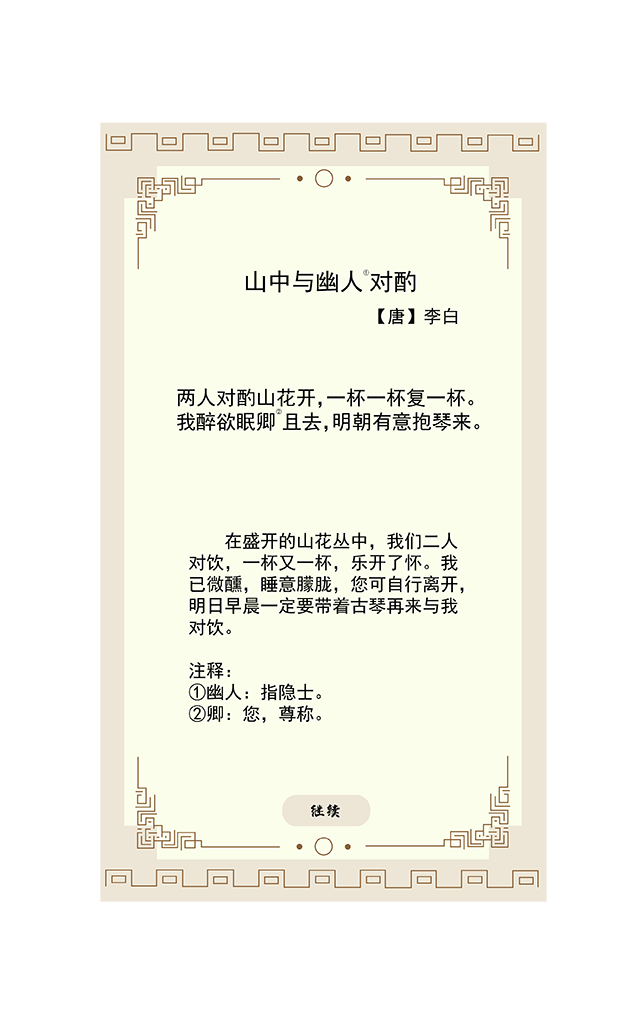 山中与幽人①对酌
【唐】李白
两人对酌山花开,一杯一杯复一杯。
我醉欲眠卿②且去,明朝有意抱琴来。
在盛开的山花丛中，我们二人
对饮，一杯又一杯，乐开了怀。我
已微醺，睡意朦胧，您可自行离开，
明日早晨一定要带着古琴再来与我
对饮。
注释：
①幽人：指隐士。
②卿：您，尊称。
继续